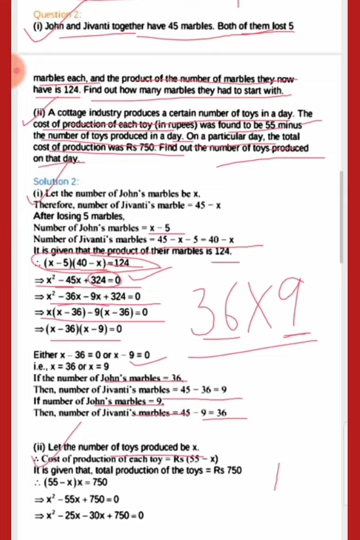 Question 2:
(i) John and Jivanti together have 45 marbles. Both of them lost 5
marbles each, and the product of the number of marbles they now
have is 124. Find out how many marbles they had to start with.
(ii) A cottage industry produces a certain number of toys in a day. The
cost of production of each toy (in rupees) was found to be 55 minus
the number of toys produced in a day. On a particular day, the total
cost of production was Rs 750. Find out the number of toys produced
on that day.
Solution 2:
(i) Let the number of John's marbles be x.
Therefore, number of Jivanti's marble = 45 − x
After losing 5 marbles,
Number of John's marbles = x − 5
Number of Jivanti's marbles = 45 − x − 5 = 40 − x
It is given that the product of their marbles is 124.
∴ (x − 5)(40 − x) = 124
⇒ x² − 45x + 324 = 0
⇒ x² − 36x − 9x + 324 = 0
⇒ x(x − 36) − 9(x − 36) = 0
⇒ (x − 36)(x − 9) = 0
36 × 9
Either x − 36 = 0 or x − 9 = 0
i.e., x = 36 or x = 9
If the number of John's marbles = 36,
Then, number of Jivanti's marbles = 45 − 36 = 9
If number of John's marbles = 9,
Then, number of Jivanti's marbles = 45 − 9 = 36
(ii) Let the number of toys produced be x.
∴ Cost of production of each toy = Rs (55 − x)
It is given that, total production of the toys = Rs 750
∴ (55 − x)x = 750
⇒ x² − 55x + 750 = 0
⇒ x² − 25x − 30x + 750 = 0